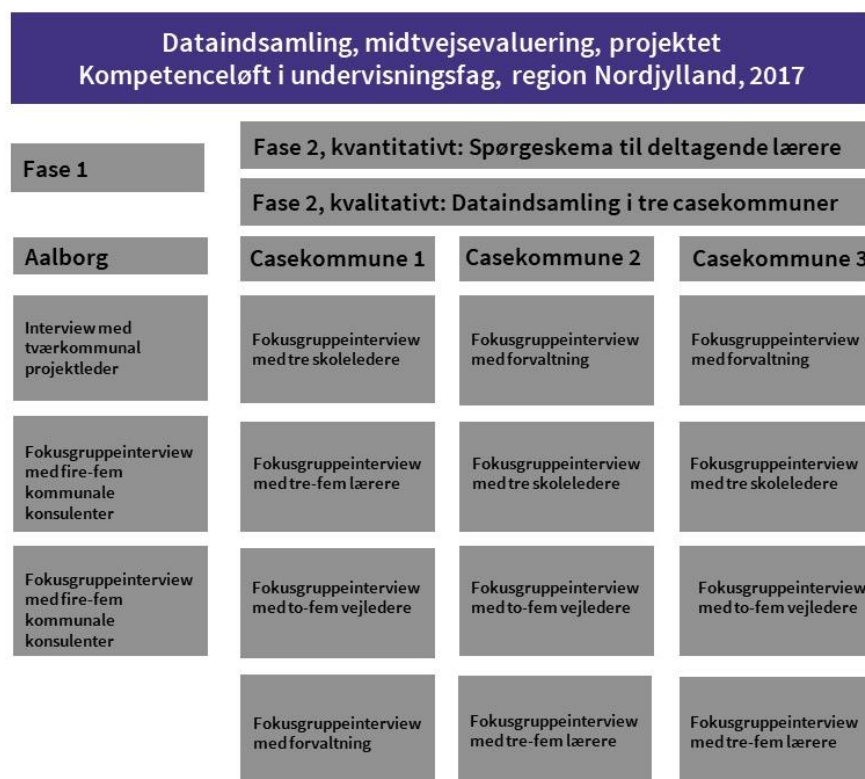 Dataindsamling, midtvejsevaluering, projektet
Kompetenceløft i undervisningsfag, region Nordjylland, 2017
Fase 1
Fase 2, kvantitativt: Spørgeskema til deltagende lærere
Fase 2, kvalitativt: Dataindsamling i tre casekommuner
Aalborg
Interview med
tværkommunal
projektleder
Fokusgruppeinterview
med fire-fem
kommunale
konsulenter
Fokusgruppeinterview
med fire-fem
kommunale
konsulenter
Casekommune 1
Fokusgruppeinterview
med tre skoleledere
Fokusgruppeinterview
med tre-fem lærere
Fokusgruppeinterview
med to-fem vejledere
Fokusgruppeinterview
med forvaltning
Casekommune 2
Fokusgruppeinterview
med forvaltning
Fokusgruppeinterview
med tre skoleledere
Fokusgruppeinterview
med to-fem vejledere
Fokusgruppeinterview
med tre-fem lærere
Casekommune 3
Fokusgruppeinterview
med forvaltning
Fokusgruppeinterview
med tre skoleledere
Fokusgruppeinterview
med to-fem vejledere
Fokusgruppeinterview
med tre-fem lærere